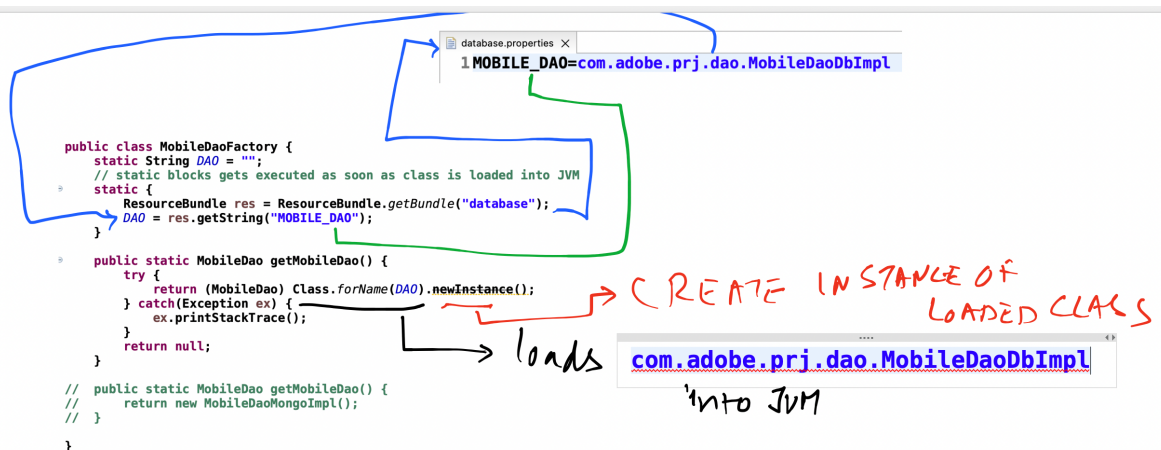 database.properties
1 MOBILE_DAO=com.adobe.prj.dao.MobileDaoDbImpl
public class MobileDaoFactory {
static String DAO = "";
// static blocks gets executed as soon as class is loaded into JVM
static {
ResourceBundle res = ResourceBundle.getBundle("database");
DAO = res.getString("MOBILE_DAO");
}
public static MobileDao getMobileDao() {
try {
return (MobileDao) Class.forName(DAO).newInstance();
} catch(Exception ex) {
ex.printStackTrace();
}
return null;
}
// public static MobileDao getMobileDao() {
// return new MobileDaoMongoImpl();
// }
}
CREATE INSTANCE OF
LOADED CLASS
loads
com.adobe.prj.dao.MobileDaoDbImpl
into JVM